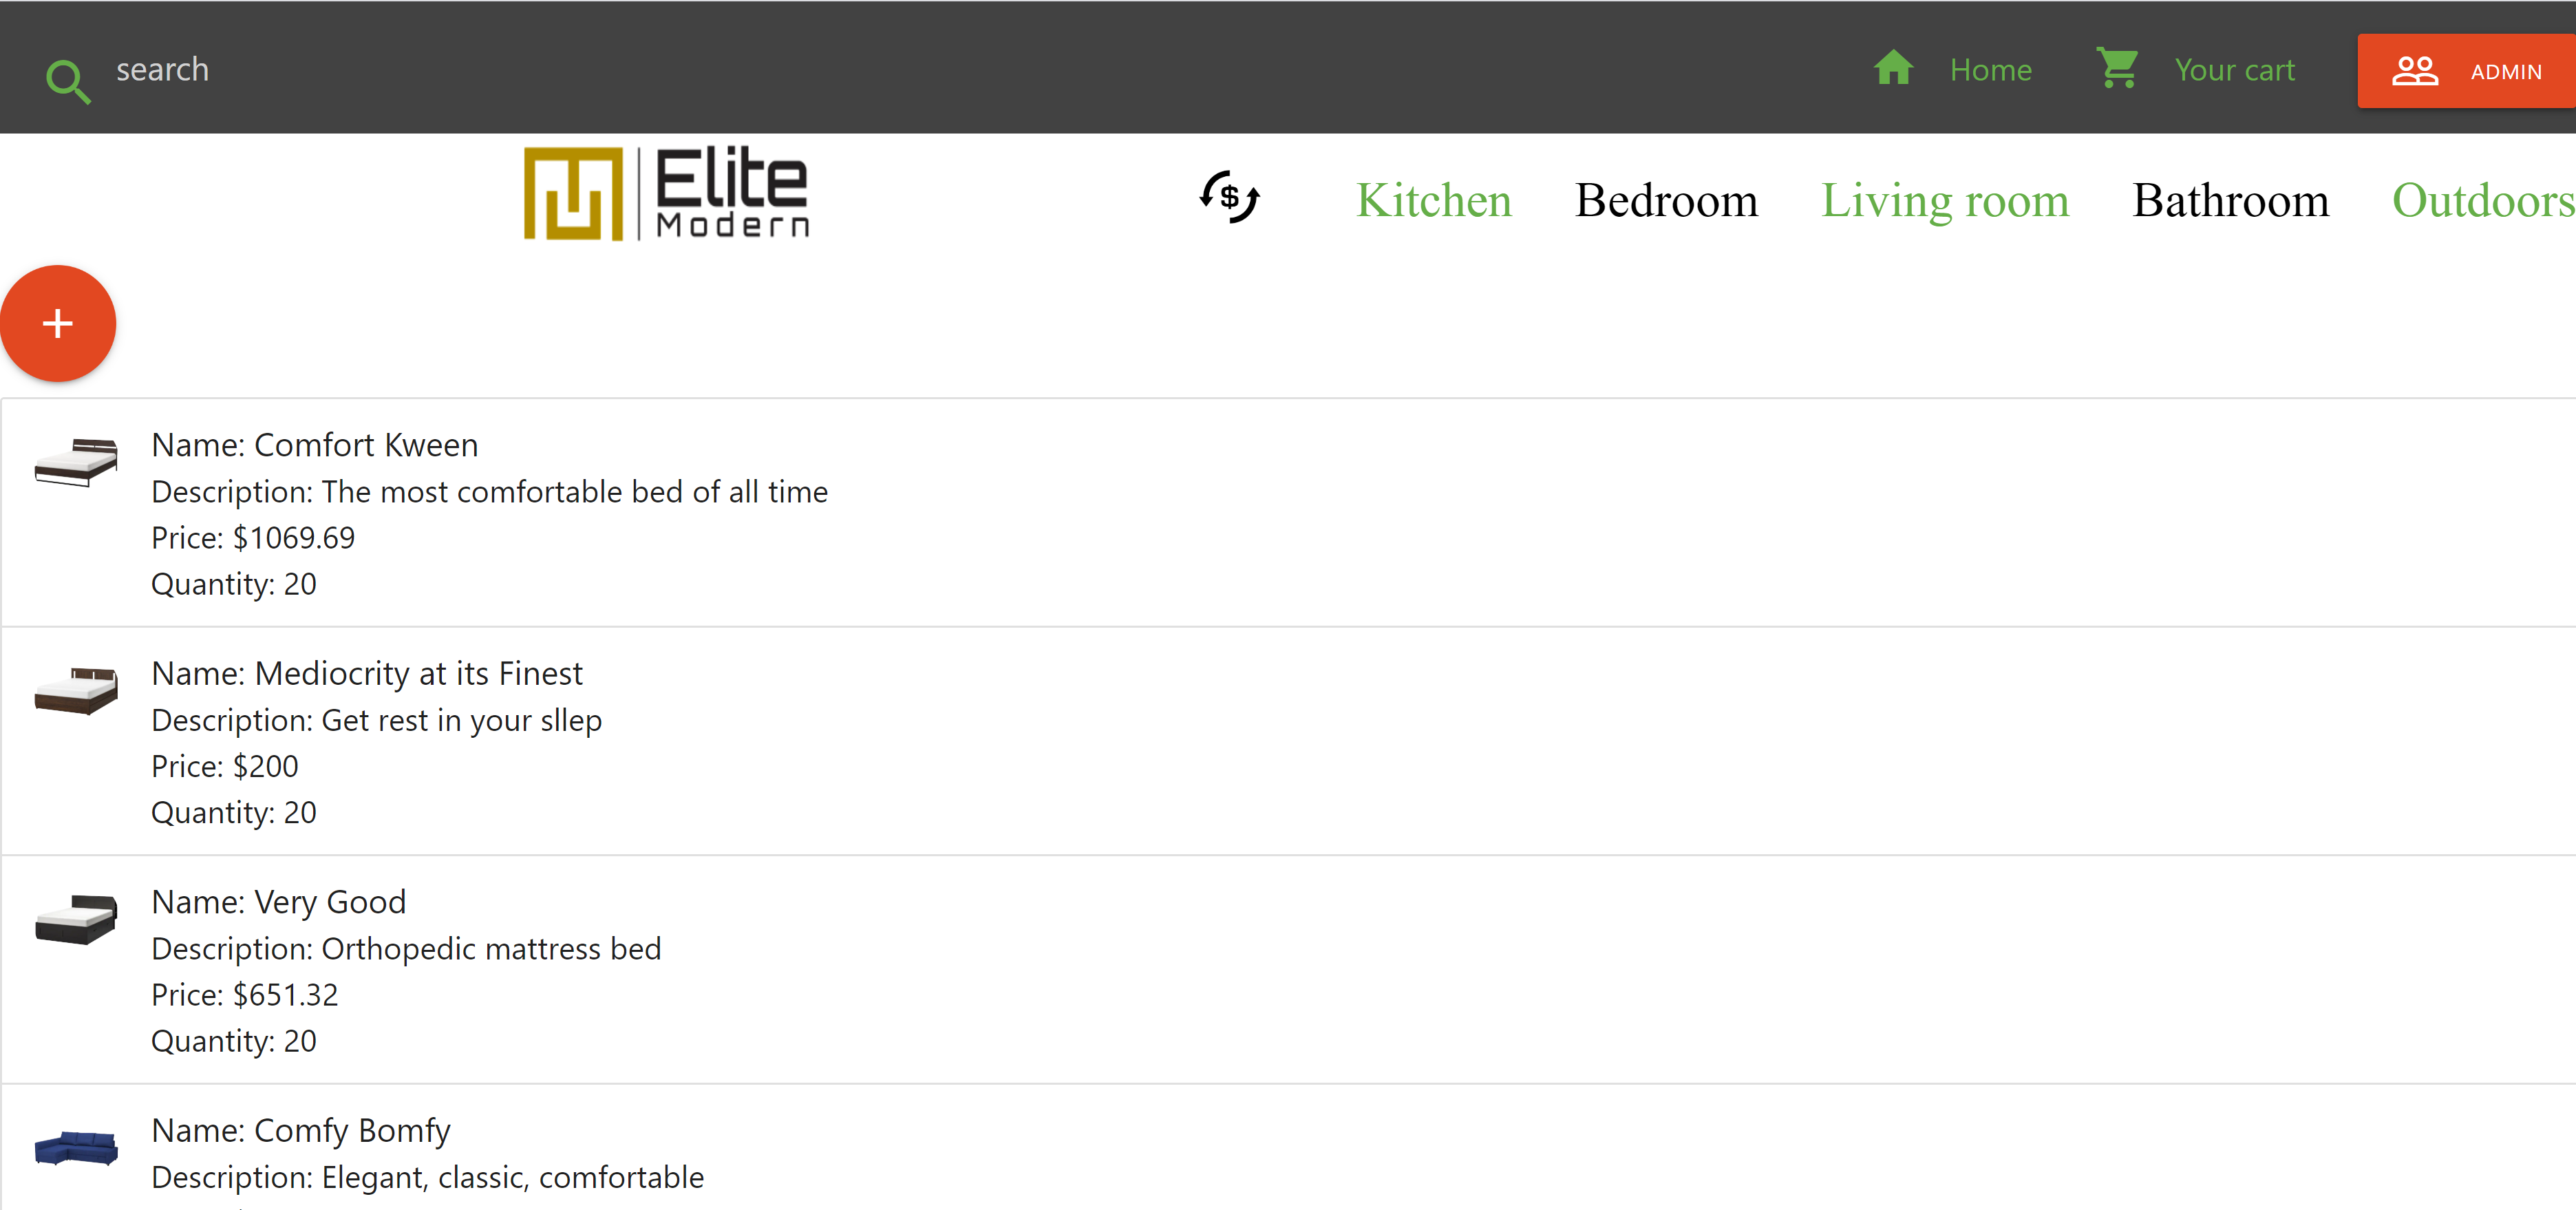 search
Home
Your cart
ADMIN
Elite
Modern
$
Kitchen
Bedroom
Living room
Bathroom
Outdoors
+
Name: Comfort Kween
Description: The most comfortable bed of all time
Price: $1069.69
Quantity: 20
Name: Mediocrity at its Finest
Description: Get rest in your sllep
Price: $200
Quantity: 20
Name: Very Good
Description: Orthopedic mattress bed
Price: $651.32
Quantity: 20
Name: Comfy Bomfy
Description: Elegant, classic, comfortable